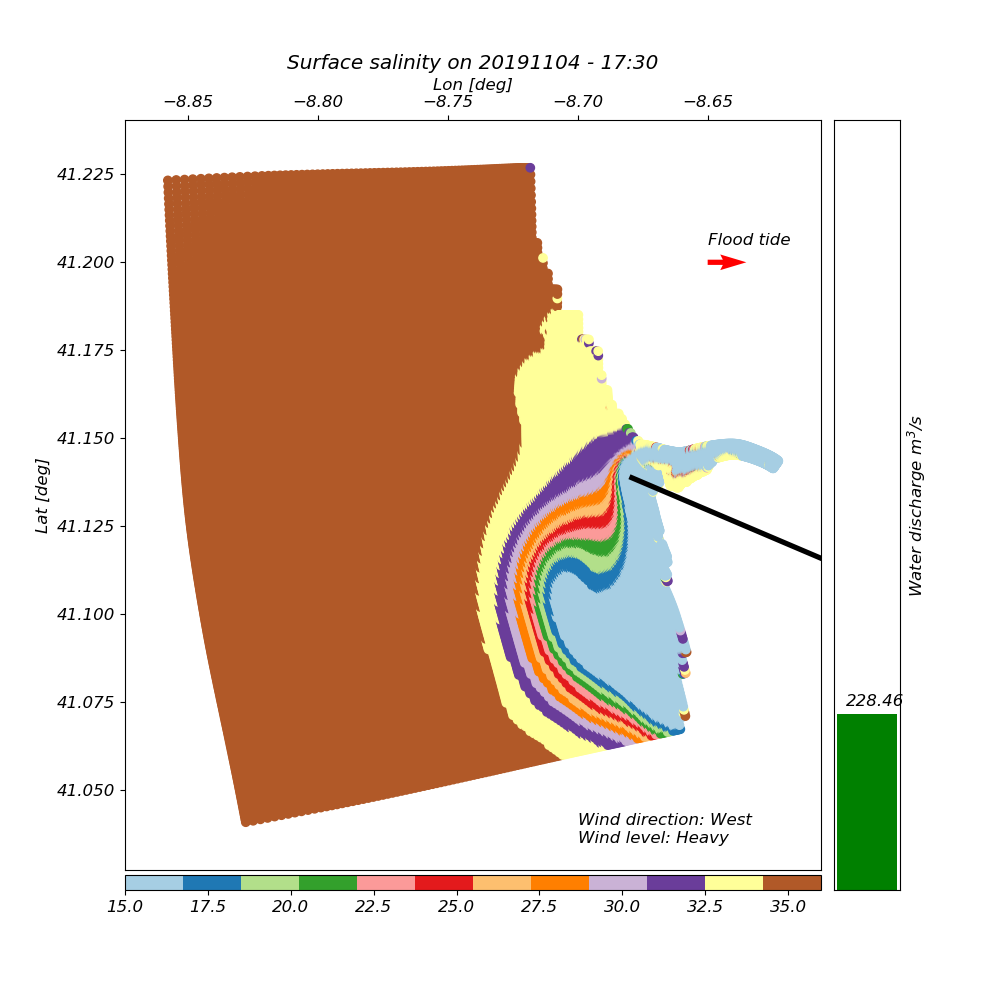 Surface salinity on 20191104 - 17:30
Lon [deg]
−8.85 −8.80 −8.75 −8.70 −8.65
41.225
41.200
41.175
41.150
41.125
41.100
41.075
41.050
Lat [deg]
Flood tide
Wind direction: West
Wind level: Heavy
15.0 17.5 20.0 22.5 25.0 27.5 30.0 32.5 35.0
228.46
Water discharge m³/s